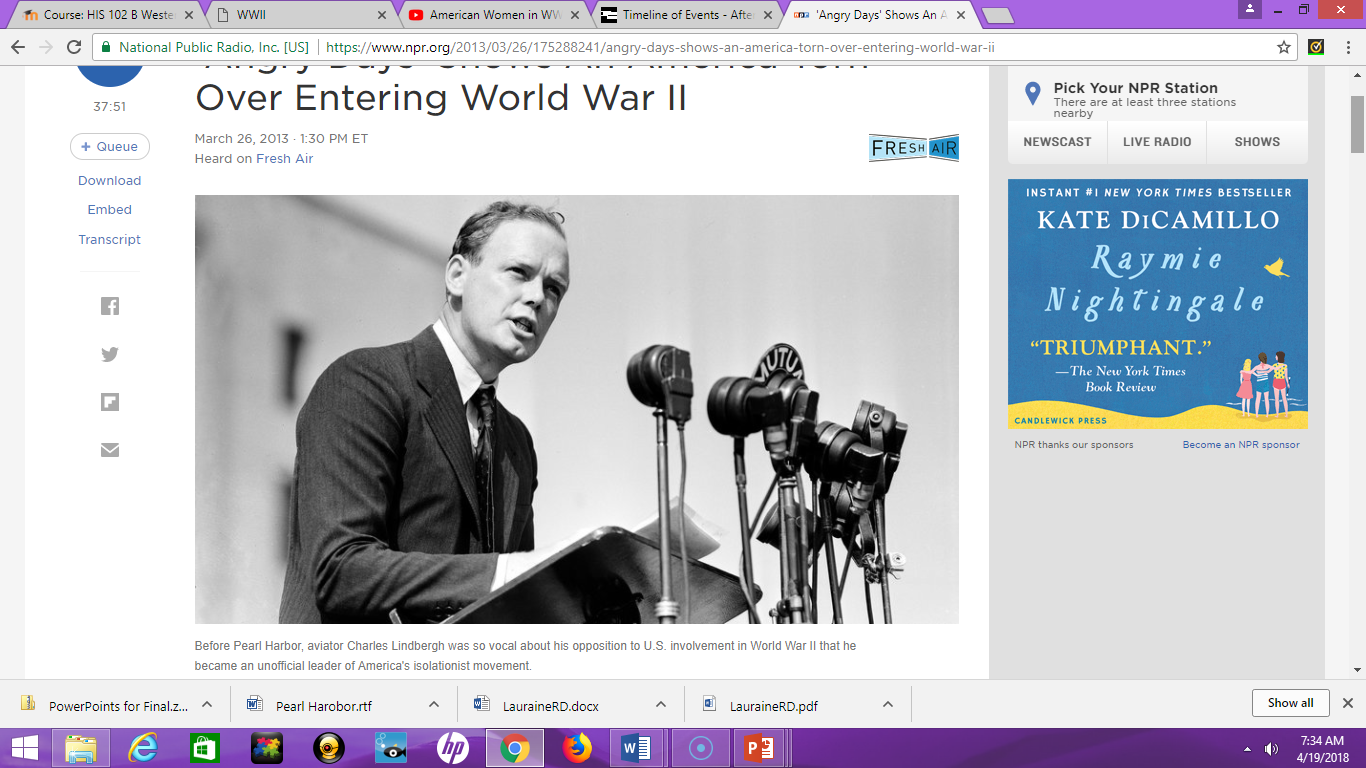 Course: HIS 102 B Weste
WWII
American Women in WW
Timeline of Events - Afte
'Angry Days' Shows An A
National Public Radio, Inc. [US]
https://www.npr.org/2013/03/26/175288241/angry-days-shows-an-america-torn-over-entering-world-war-ii
'Angry Days' Shows An America Torn
Over Entering World War II
37:51
March 26, 2013 · 1:30 PM ET
Heard on Fresh Air
FRESH AIR
+ Queue
Download
Embed
Transcript
MUTU
Before Pearl Harbor, aviator Charles Lindbergh was so vocal about his opposition to U.S. involvement in World War II that he
became an unofficial leader of America's isolationist movement.
Pick Your NPR Station
There are at least three stations
nearby
NEWSCAST
LIVE RADIO
SHOWS
INSTANT #1 NEW YORK TIMES BESTSELLER
KATE DiCAMILLO
Raymie
Nightingale
“TRIUMPHANT.”
—The New York Times
Book Review
CANDLEWICK PRESS
NPR thanks our sponsors
Become an NPR sponsor
PowerPoints for Final.z...
Pearl Harobor.rtf
LauraineRD.docx
LauraineRD.pdf
Show all
7:34 AM
4/19/2018